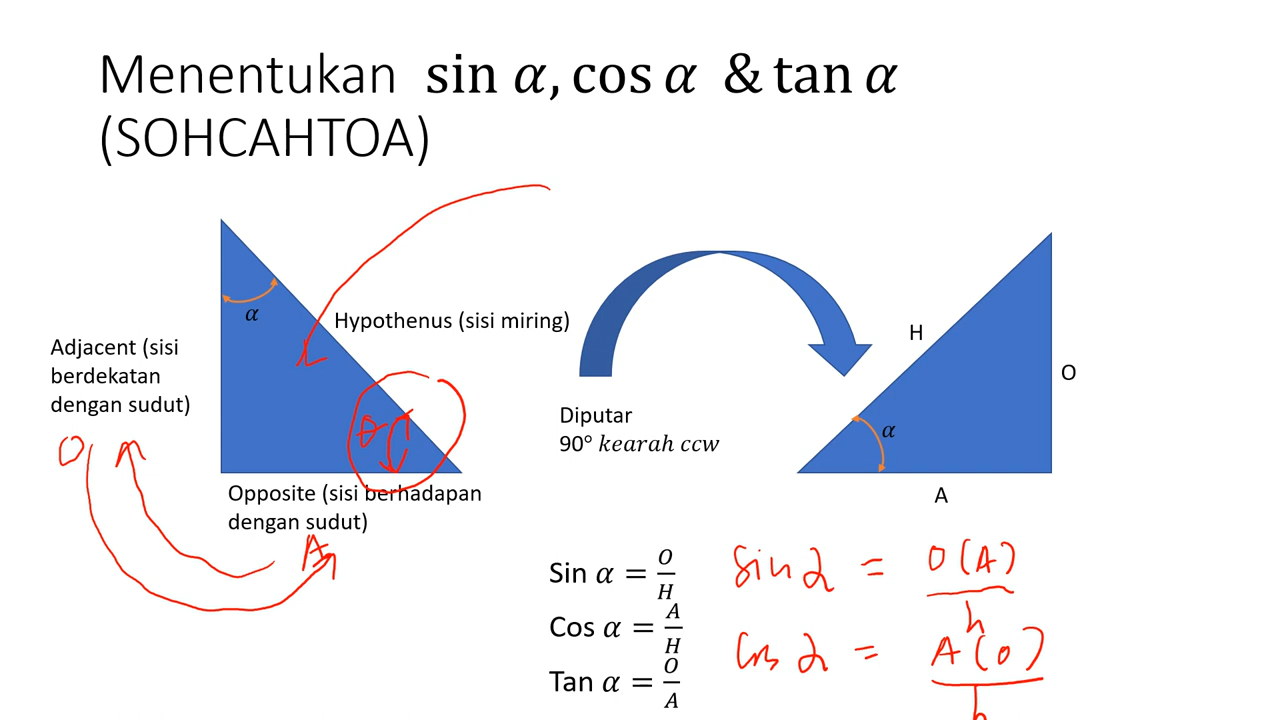 Menentukan sin α, cos α & tan α
(SOHCAHTOA)
α
Hypothenus (sisi miring)
Adjacent (sisi
berdekatan
dengan sudut)
O A
θ
Opposite (sisi berhadapan
dengan sudut)
A
Diputar
90° kearah ccw
H
O
α
A
Sin α = O/H
Cos α = A/H
Tan α = O/A
sin α = O(A)/h
cos α = A(O)/h